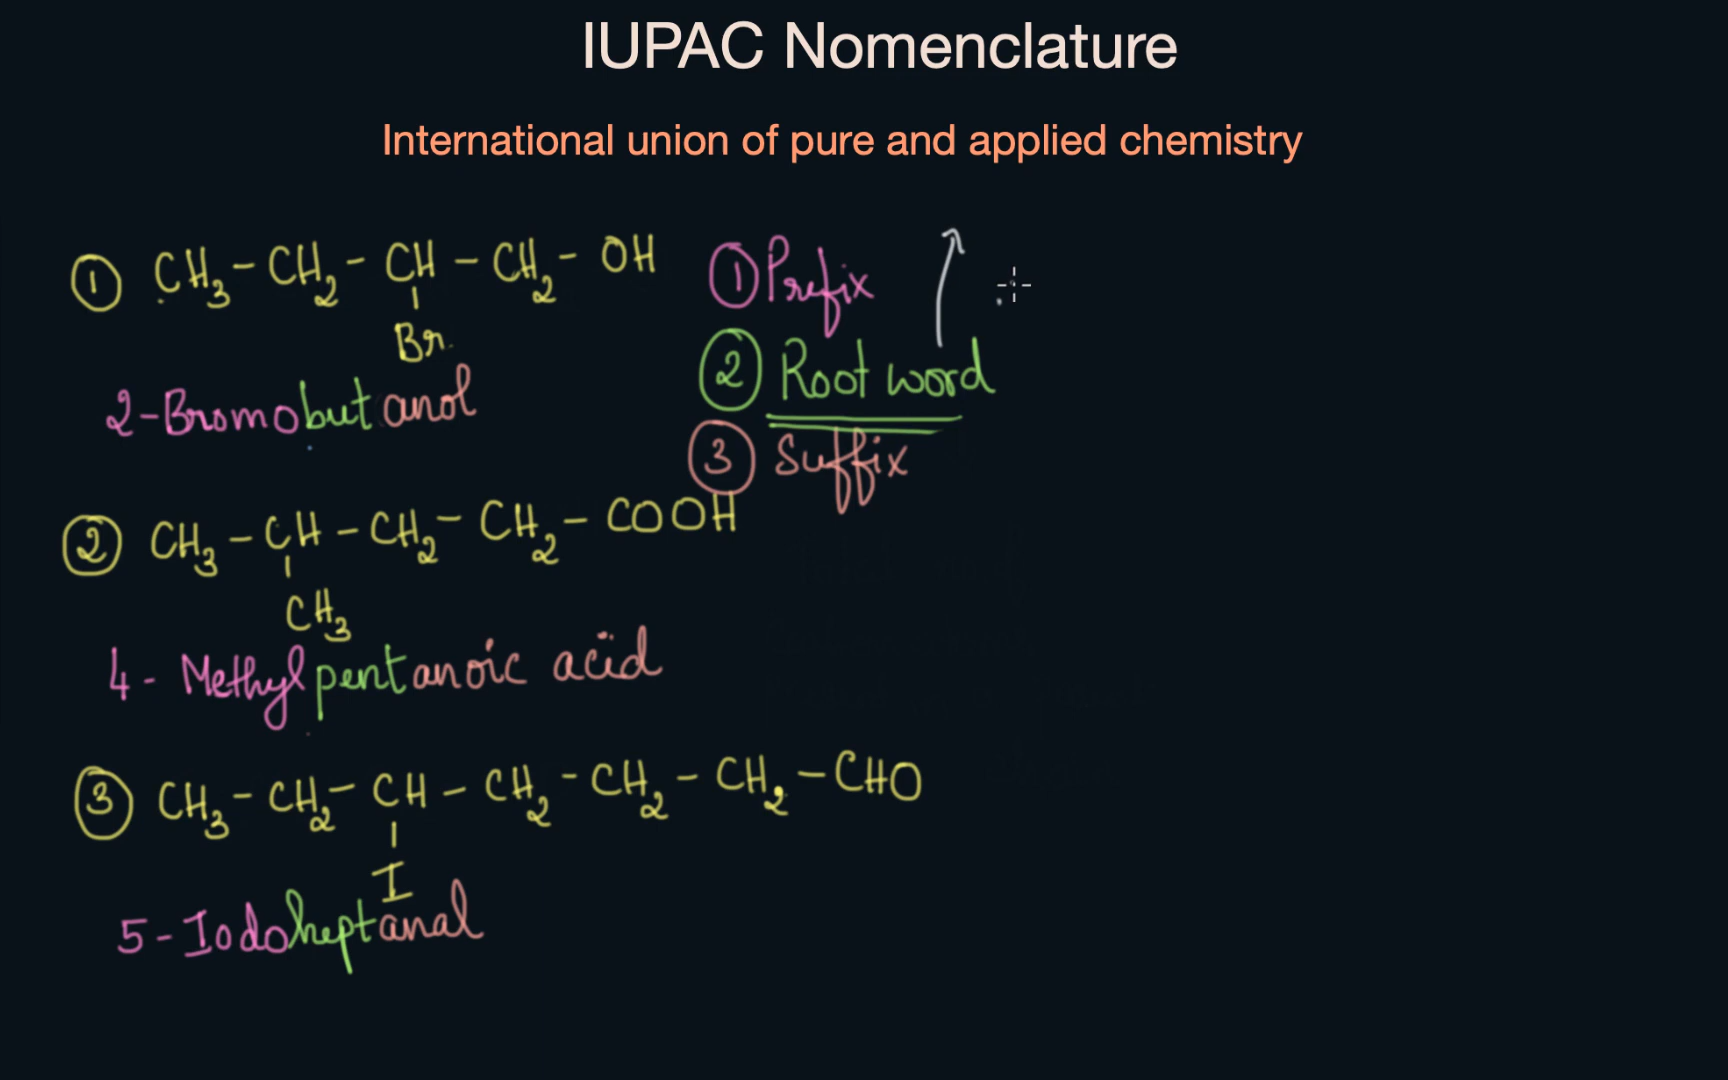 IUPAC Nomenclature
International union of pure and applied chemistry
① CH₃ - CH₂ - CH - CH₂ - OH
Br
2-Bromobutanol
① Prefix
② Root word
③ Suffix
② CH₃ - CH - CH₂ - CH₂ - COOH
CH₃
4- Methylpentanoic acid
③ CH₃ - CH₂ - CH - CH₂ - CH₂ - CH₂ - CHO
I
5-Iodoheptanal